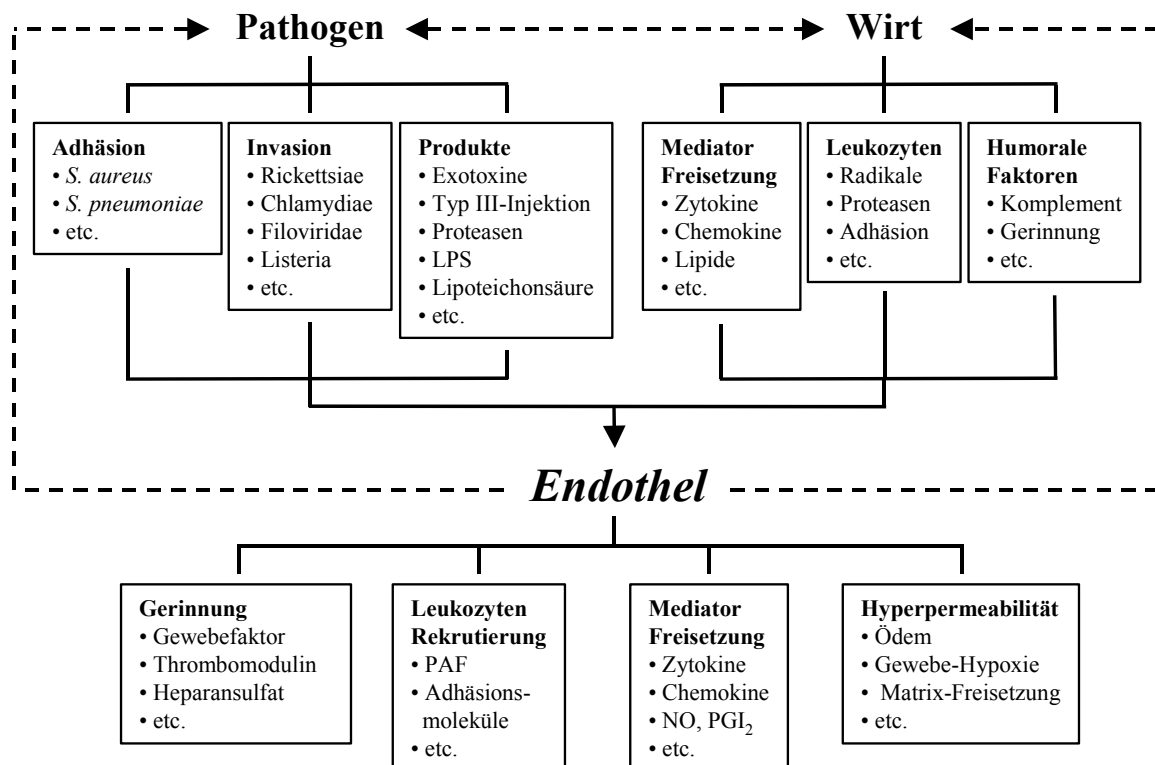 Pathogen
Wirt
Adhäsion
• S. aureus
• S. pneumoniae
• etc.
Invasion
• Rickettsiae
• Chlamydiae
• Filoviridae
• Listeria
• etc.
Produkte
• Exotoxine
• Typ III-Injektion
• Proteasen
• LPS
• Lipoteichonsäure
• etc.
Mediator
Freisetzung
• Zytokine
• Chemokine
• Lipide
• etc.
Leukozyten
• Radikale
• Proteasen
• Adhäsion
• etc.
Humorale
Faktoren
• Komplement
• Gerinnung
• etc.
Endothel
Gerinnung
• Gewebefaktor
• Thrombomodulin
• Heparansulfat
• etc.
Leukozyten
Rekrutierung
• PAF
• Adhäsions-
moleküle
• etc.
Mediator
Freisetzung
• Zytokine
• Chemokine
• NO, PGI₂
• etc.
Hyperpermeabilität
• Ödem
• Gewebe-Hypoxie
• Matrix-Freisetzung
• etc.